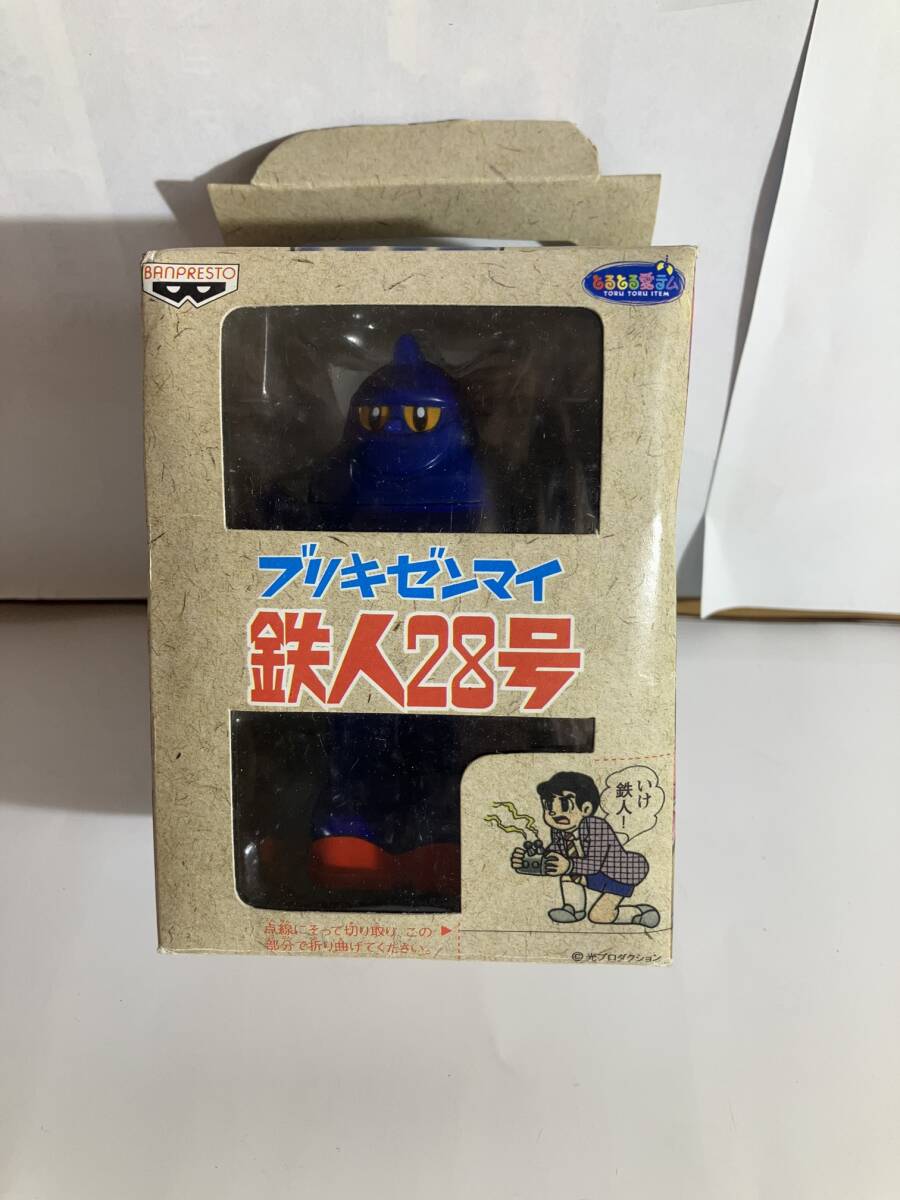 BANPRESTO
とるとる愛テム
TORU TORU ITEM
ブリキゼンマイ
鉄人28号
いけ
鉄人!
点線にそって切り取り、この
部分で折り曲げてください。
© 光プロダクション